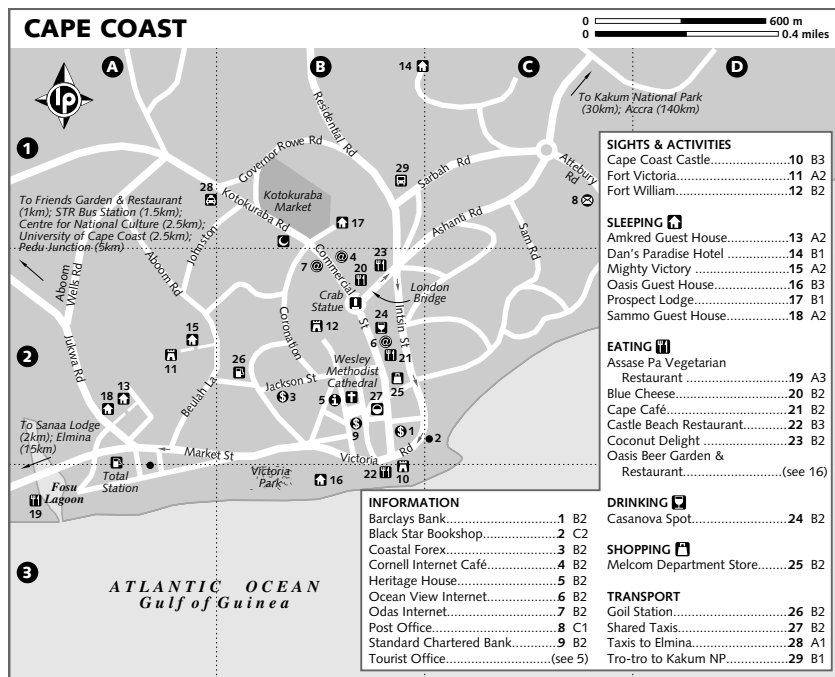 CAPE COAST
0 600 m
0 0.4 miles
A
B
C
D
1
2
3
lp
14
To Kakum National Park
(30km); Accra (140km)
Residential Rd
Governor Rowe Rd
29
Sarbah Rd
Attebury
Rd
8
28
Kotokuraba Rd
Kotokuraba
Market
17
Ashanti Rd
Sam Rd
To Friends Garden & Restaurant
(1km); STR Bus Station (1.5km);
Centre for National Culture (2.5km);
University of Cape Coast (2.5km);
Pedu Junction (5km)
Johnston
Aboom
Wells Rd
Aboom Rd
7 @
@ 4
23
20
Commercial St
London
Bridge
Crab
Statue
Intsin St
24
12
Coronation
6 @
21
15
11
26
Jukwa Rd
Wesley
Methodist
Cathedral
Jackson St
$ 3
5
25
27
13
18
Beulah La
$
9
$ 1
2
To Sanaa Lodge
(2km); Elmina
(15km)
Market St
Victoria Rd
Total
Station
Victoria
Park
16
22
10
Fosu
Lagoon
19
ATLANTIC OCEAN
Gulf of Guinea
INFORMATION
Barclays Bank 1 B2
Black Star Bookshop 2 C2
Coastal Forex 3 B2
Cornell Internet Café 4 B2
Heritage House 5 B2
Ocean View Internet 6 B2
Odas Internet 7 B2
Post Office 8 C1
Standard Chartered Bank 9 B2
Tourist Office (see 5)
SIGHTS & ACTIVITIES
Cape Coast Castle 10 B3
Fort Victoria 11 A2
Fort William 12 B2
SLEEPING
Amkred Guest House 13 A2
Dan's Paradise Hotel 14 B1
Mighty Victory 15 A2
Oasis Guest House 16 B3
Prospect Lodge 17 B1
Sammo Guest House 18 A2
EATING
Assase Pa Vegetarian
Restaurant 19 A3
Blue Cheese 20 B2
Cape Café 21 B2
Castle Beach Restaurant 22 B3
Coconut Delight 23 B2
Oasis Beer Garden &
Restaurant (see 16)
DRINKING
Casanova Spot 24 B2
SHOPPING
Melcom Department Store 25 B2
TRANSPORT
Goil Station 26 B2
Shared Taxis 27 B2
Taxis to Elmina 28 A1
Tro-tro to Kakum NP 29 B1